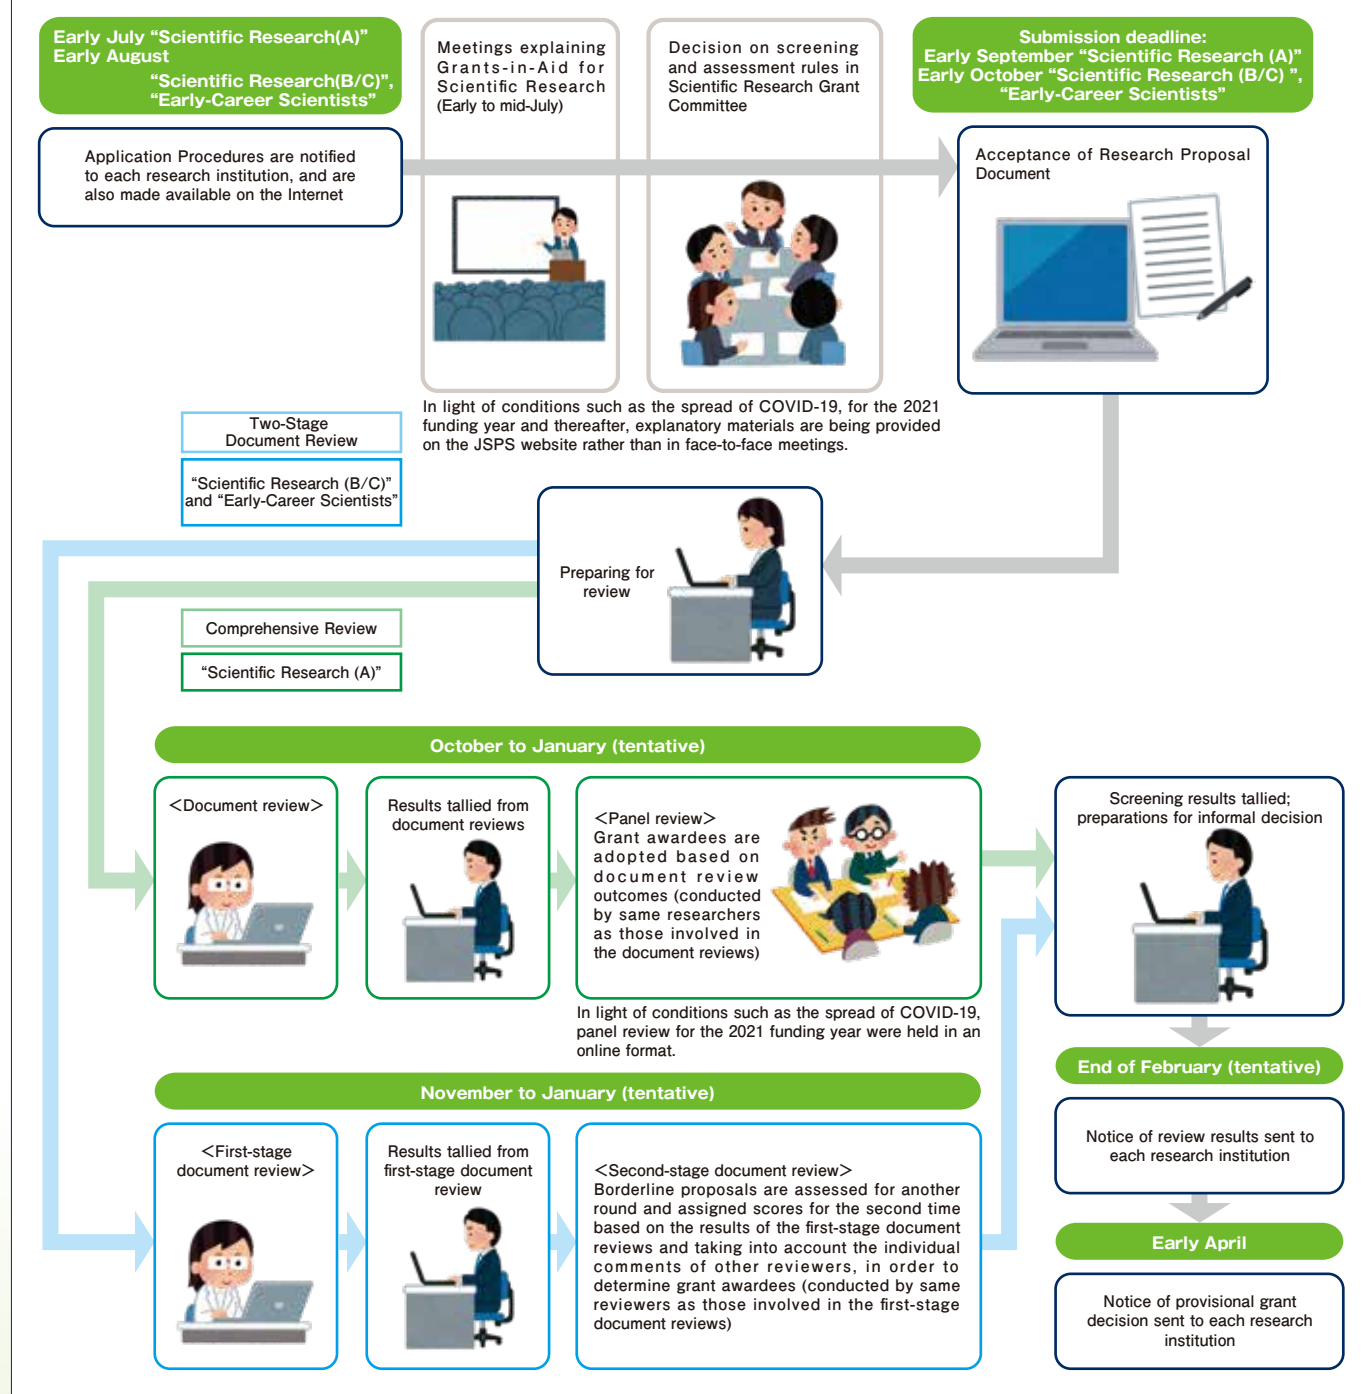 Early July “Scientific Research(A)”
Early August
“Scientific Research(B/C)”,
“Early-Career Scientists”
Application Procedures are notified
to each research institution, and are
also made available on the Internet
Meetings explaining
Grants-in-Aid for
Scientific Research
(Early to mid-July)
Decision on screening
and assessment rules in
Scientific Research Grant
Committee
Submission deadline:
Early September “Scientific Research (A)”
Early October “Scientific Research (B/C) ”,
“Early-Career Scientists”
Acceptance of Research Proposal
Document
In light of conditions such as the spread of COVID-19, for the 2021
funding year and thereafter, explanatory materials are being provided
on the JSPS website rather than in face-to-face meetings.
Two-Stage
Document Review
“Scientific Research (B/C)”
and “Early-Career Scientists”
Preparing for
review
Comprehensive Review
“Scientific Research (A)”
October to January (tentative)
<Document review>
Results tallied from
document reviews
<Panel review>
Grant awardees are
adopted based on
document review
outcomes (conducted
by same researchers
as those involved in
the document reviews)
In light of conditions such as the spread of COVID-19,
panel review for the 2021 funding year were held in an
online format.
Screening results tallied;
preparations for informal decision
November to January (tentative)
<First-stage
document review>
Results tallied from
first-stage document
review
<Second-stage document review>
Borderline proposals are assessed for another
round and assigned scores for the second time
based on the results of the first-stage document
reviews and taking into account the individual
comments of other reviewers, in order to
determine grant awardees (conducted by same
reviewers as those involved in the first-stage
document reviews)
End of February (tentative)
Notice of review results sent to
each research institution
Early April
Notice of provisional grant
decision sent to each research
institution